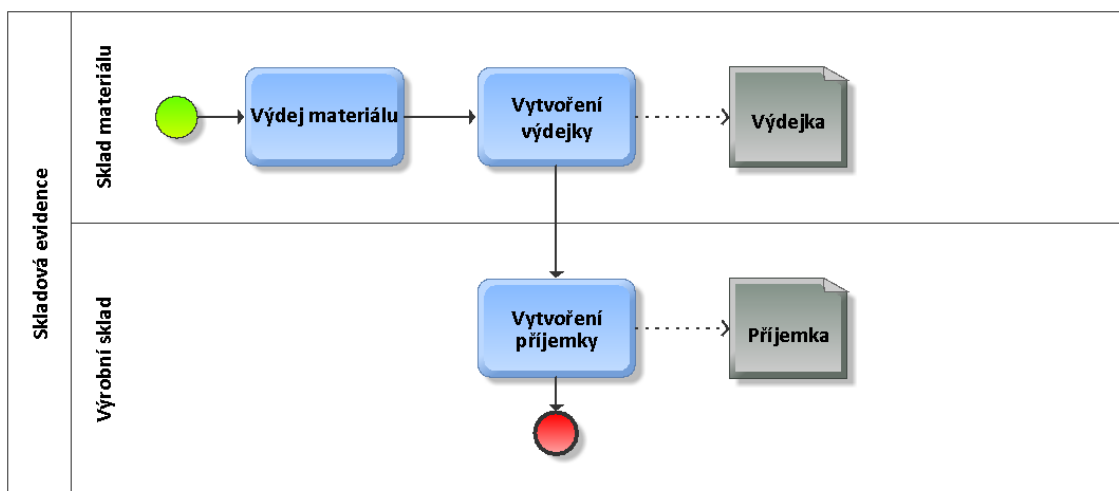 Skladová evidence
Sklad materiálu
Výdej materiálu
Vytvoření
výdejky
Výdejka
Výrobní sklad
Vytvoření
příjemky
Příjemka